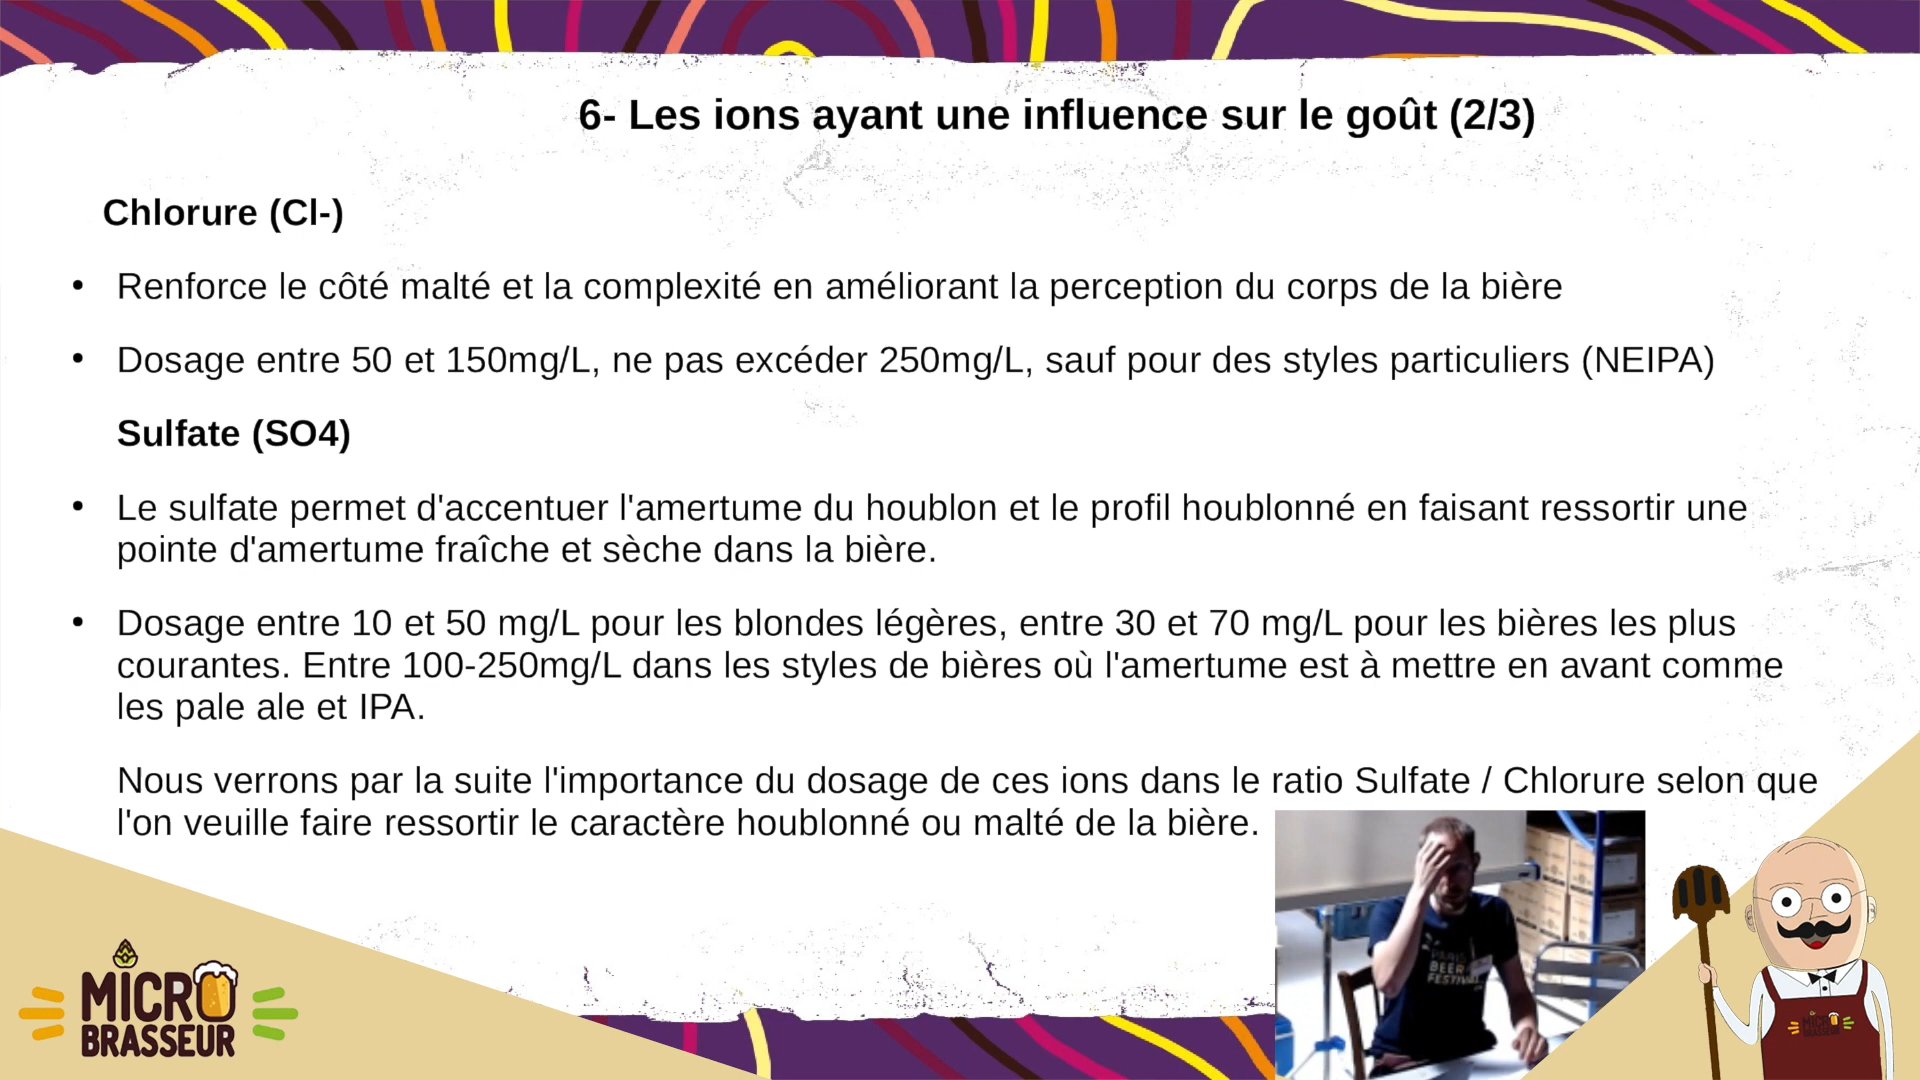 6- Les ions ayant une influence sur le goût (2/3)
Chlorure (Cl-)
• Renforce le côté malté et la complexité en améliorant la perception du corps de la bière
• Dosage entre 50 et 150mg/L, ne pas excéder 250mg/L, sauf pour des styles particuliers (NEIPA)
Sulfate (SO4)
• Le sulfate permet d'accentuer l'amertume du houblon et le profil houblonné en faisant ressortir une
pointe d'amertume fraîche et sèche dans la bière.
• Dosage entre 10 et 50 mg/L pour les blondes légères, entre 30 et 70 mg/L pour les bières les plus
courantes. Entre 100-250mg/L dans les styles de bières où l'amertume est à mettre en avant comme
les pale ale et IPA.
Nous verrons par la suite l'importance du dosage de ces ions dans le ratio Sulfate / Chlorure selon que
l'on veuille faire ressortir le caractère houblonné ou malté de la bière.
PARIS
BEER
FESTIVAL
MICRO
BRASSEUR
MICRO
BRASSEUR